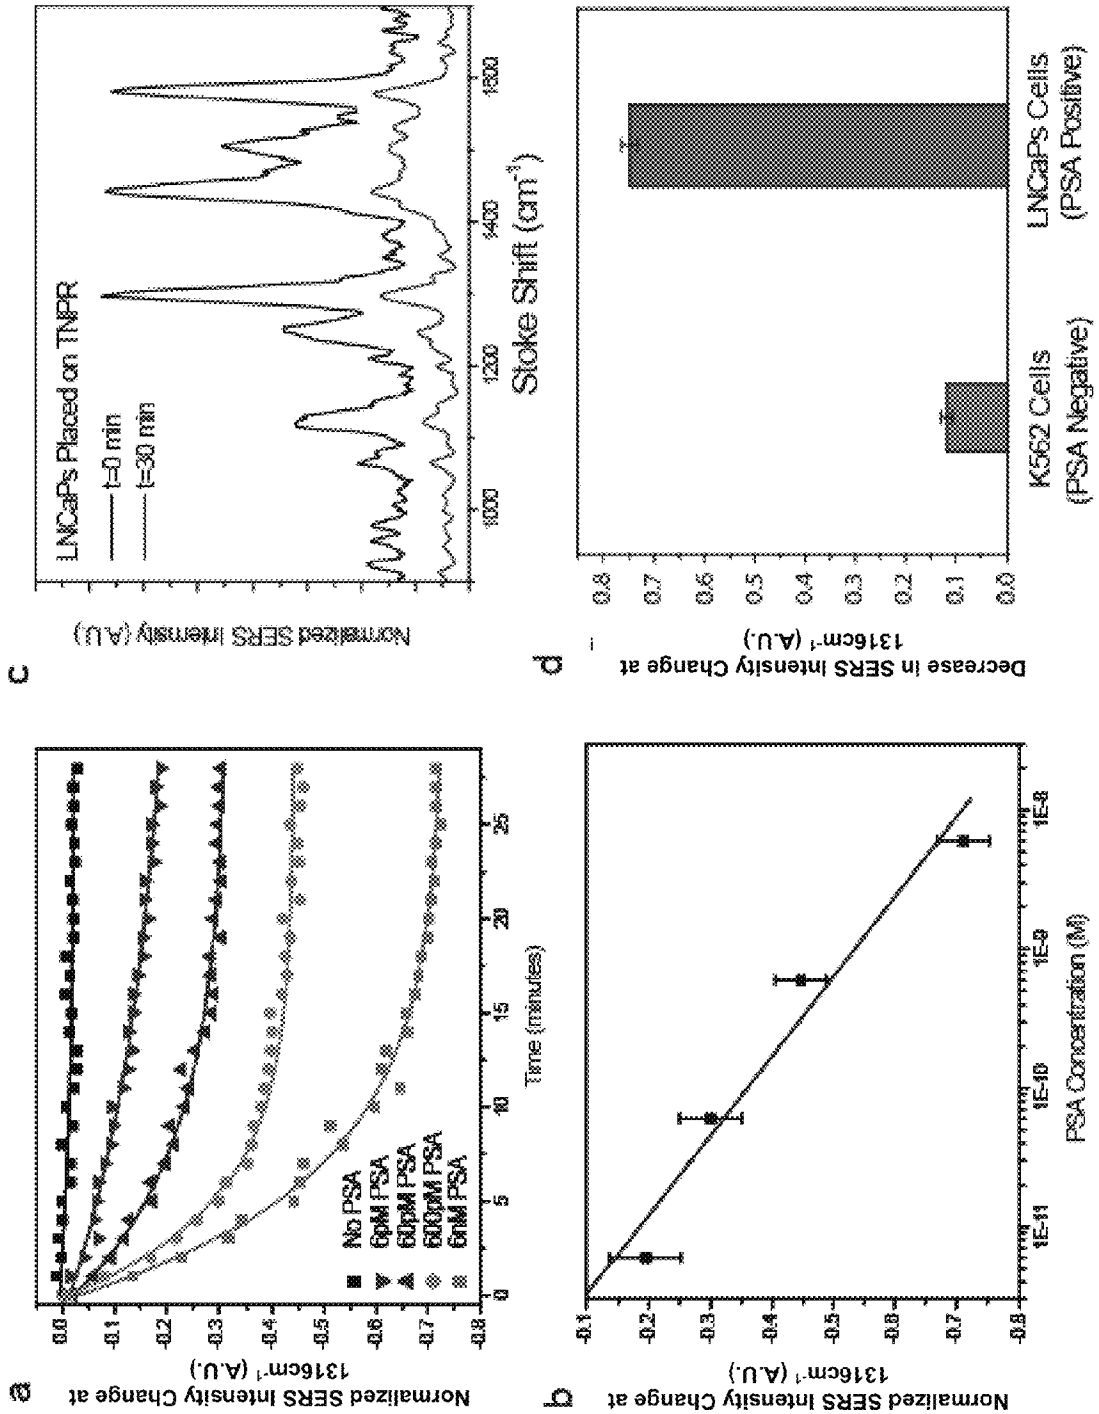 a
Normalized SERS Intensity Change at
1316cm⁻¹ (A.U.)
0.0
-0.1
-0.2
-0.3
-0.4
-0.5
-0.6
-0.7
-0.8
No PSA
6pM PSA
60pM PSA
600pM PSA
6nM PSA
0
5
10
15
20
25
Time (minutes)
b
Normalized SERS Intensity Change at
1316cm⁻¹ (A.U.)
-0.1
-0.2
-0.3
-0.4
-0.5
-0.6
-0.7
-0.8
1E-11
1E-10
1E-9
1E-8
PSA Concentration (M)
c
Normalized SERS Intensity (A.U.)
LNCaPs Placed on TNPR
t=0 min
t=30 min
1000
1200
1400
1600
Stoke Shift (cm⁻¹)
d
Decrease in SERS Intensity Change at
1316cm⁻¹ (A.U.)
0.8
0.7
0.6
0.5
0.4
0.3
0.2
0.1
0.0
K562 Cells
(PSA Negative)
LNCaPs Cells
(PSA Positive)